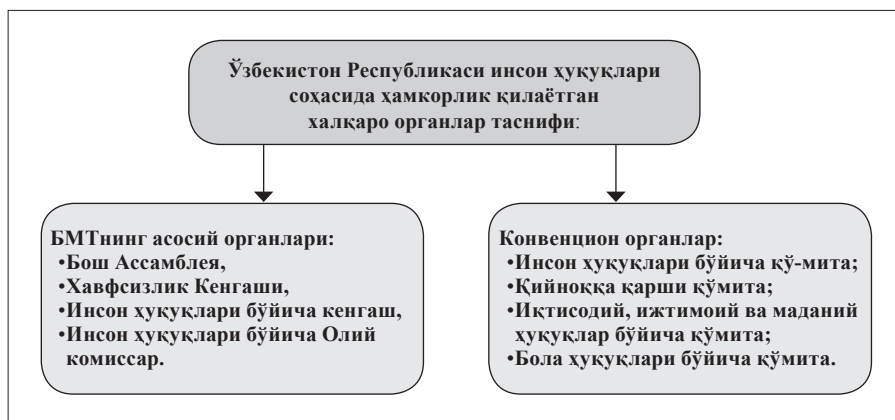 Ўзбекистон Республикаси инсон ҳуқуқлари
соҳасида ҳамкорлик қилаётган
халқаро органлар таснифи:
БМТнинг асосий органлари:
•Бош Ассамблея,
•Хавфсизлик Кенгаши,
•Инсон ҳуқуқлари бўйича кенгаш,
•Инсон ҳуқуқлари бўйича Олий
комиссар.
Конвенцион органлар:
•Инсон ҳуқуқлари бўйича қў-мита;
•Қийноққа қарши қўмита;
•Иқтисодий, ижтимоий ва маданий
ҳуқуқлар бўйича қўмита;
•Бола ҳуқуқлари бўйича қўмита.